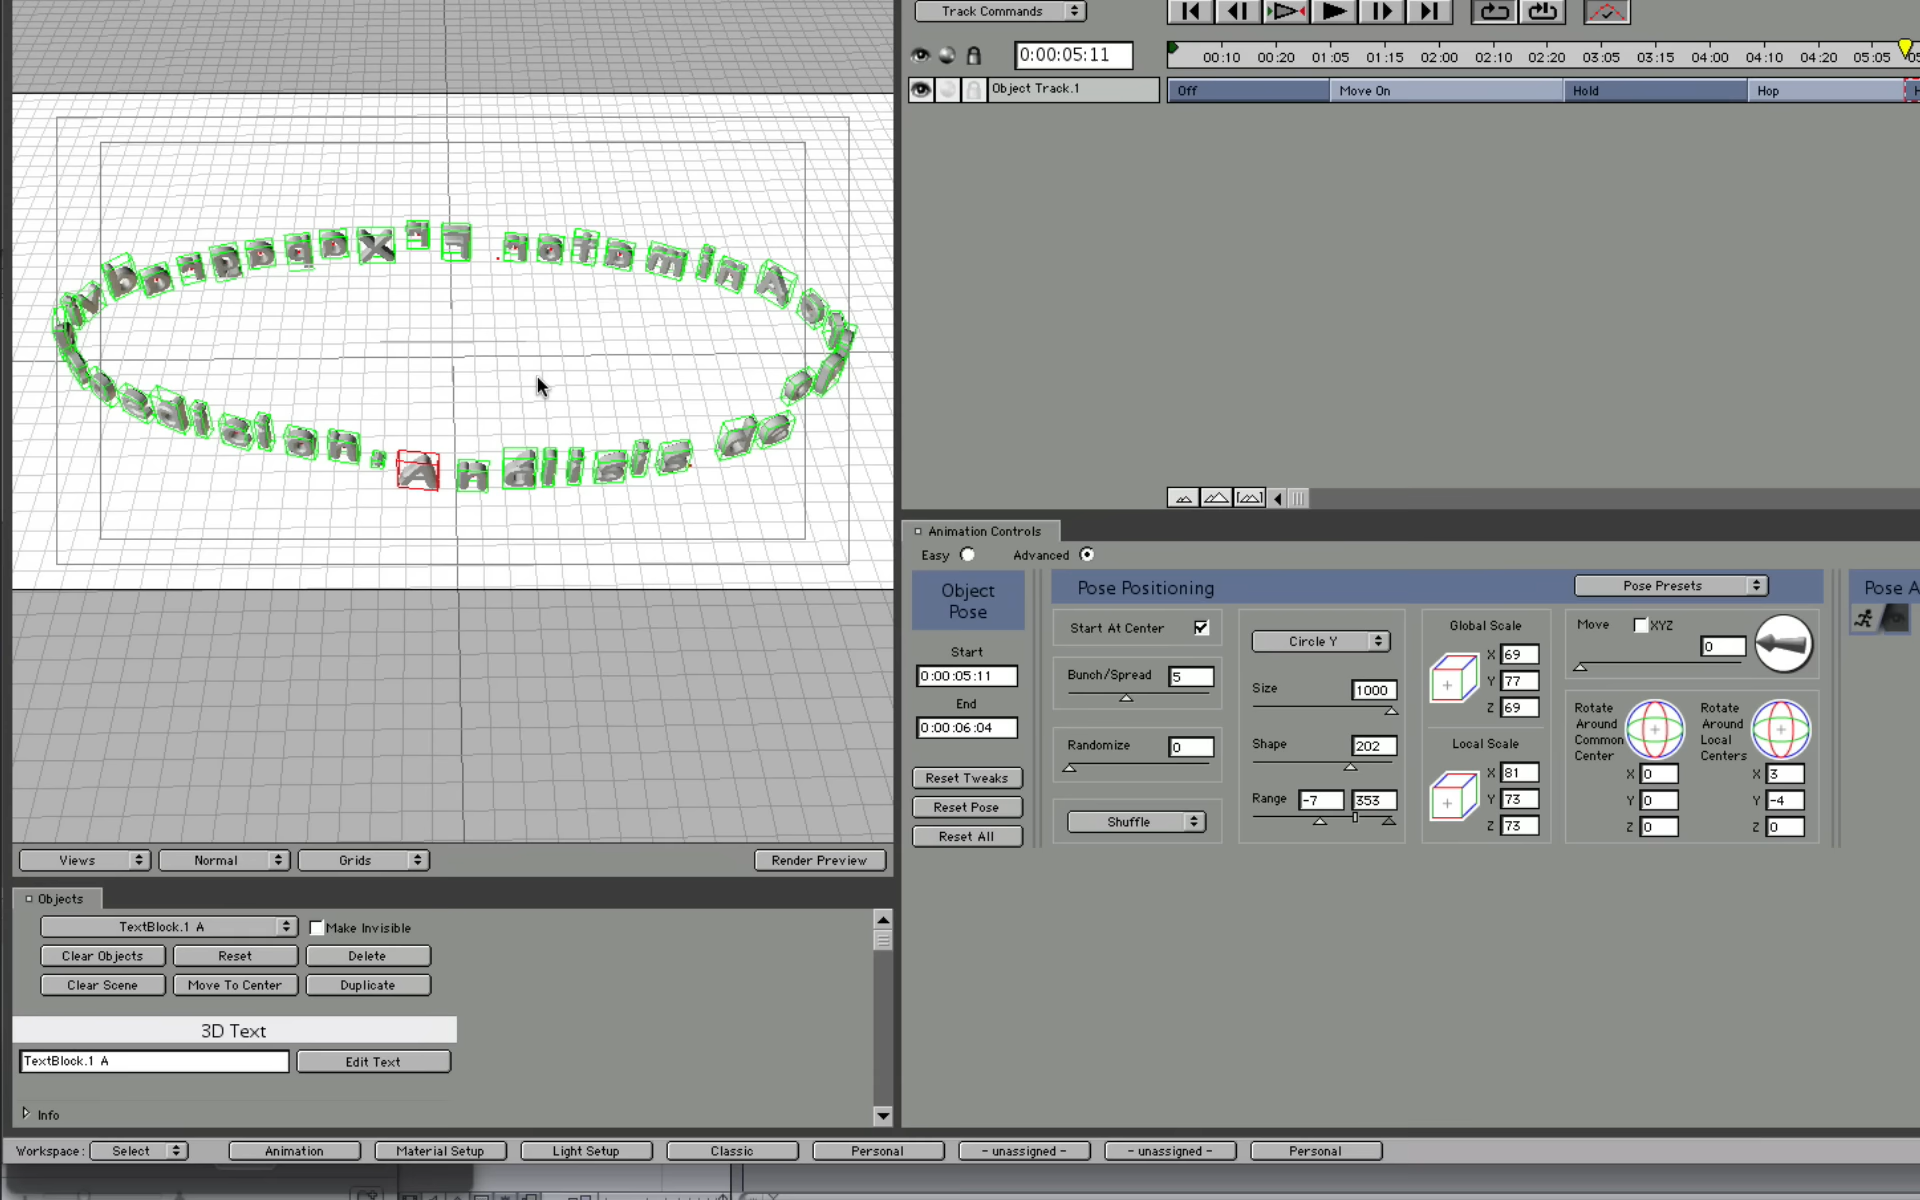 Track Commands
0:00:05:11
00:10 00:20 01:05 01:15 02:00 02:10 02:20 03:05 03:15 04:00 04:10 04:20 05:05
Object Track.1
Off Move On Hold Hop
Animation Controls
Easy Advanced
Object
Pose
Pose Positioning
Pose Presets
Pose A
Start
0:00:05:11
End
0:00:06:04
Reset Tweaks
Reset Pose
Reset All
Start At Center
Bunch/Spread 5
Randomize 0
Shuffle
Circle Y
Size 1000
Shape 202
Range -7 353
Global Scale
X 69
Y 77
Z 69
Local Scale
X 81
Y 73
Z 73
Move XYZ
0
Rotate
Around
Common
Center
X 0
Y 0
Z 0
Rotate
Around
Local
Centers
X 3
Y -4
Z 0
Views Normal Grids Render Preview
Objects
TextBlock.1 A Make Invisible
Clear Objects Reset Delete
Clear Scene Move To Center Duplicate
3D Text
TextBlock.1 A Edit Text
Info
Workspace: Select Animation Material Setup Light Setup Classic Personal - unassigned - - unassigned - Personal